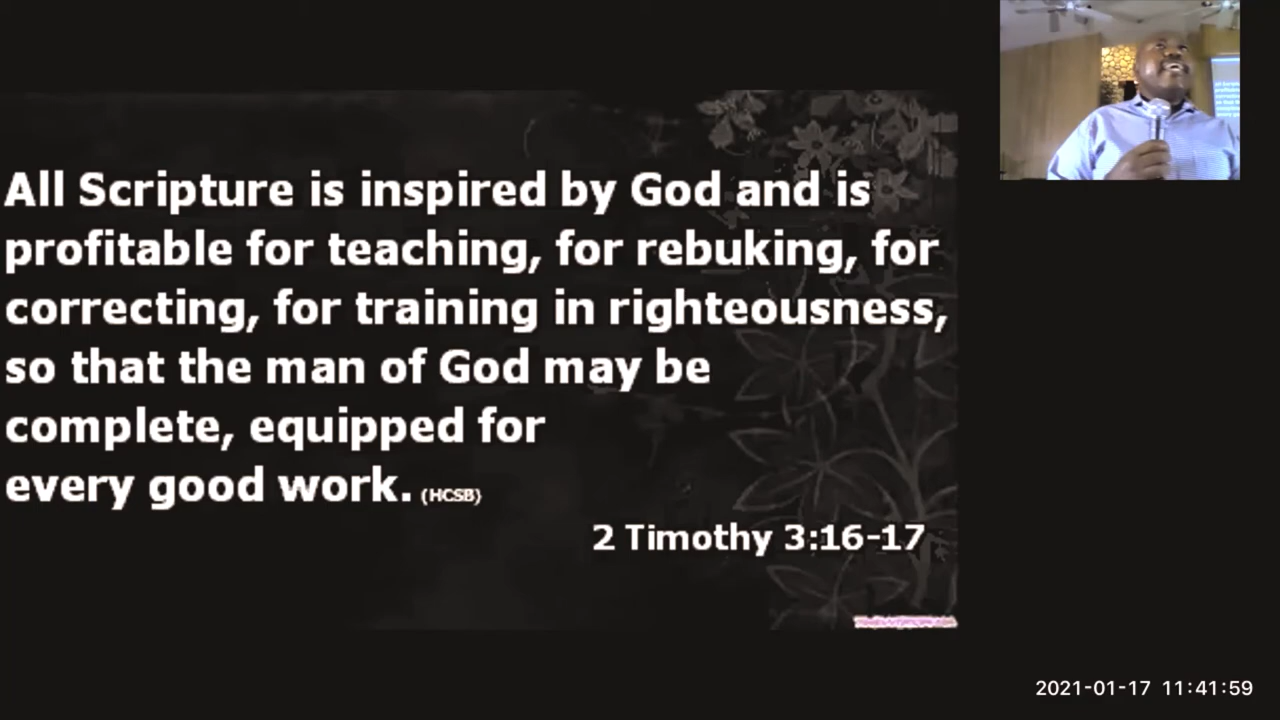 All Scripture is inspired by God and is
profitable for teaching, for rebuking, for
correcting, for training in righteousness,
so that the man of God may be
complete, equipped for
every good work. (HCSB)
2 Timothy 3:16-17
2021-01-17 11:41:59